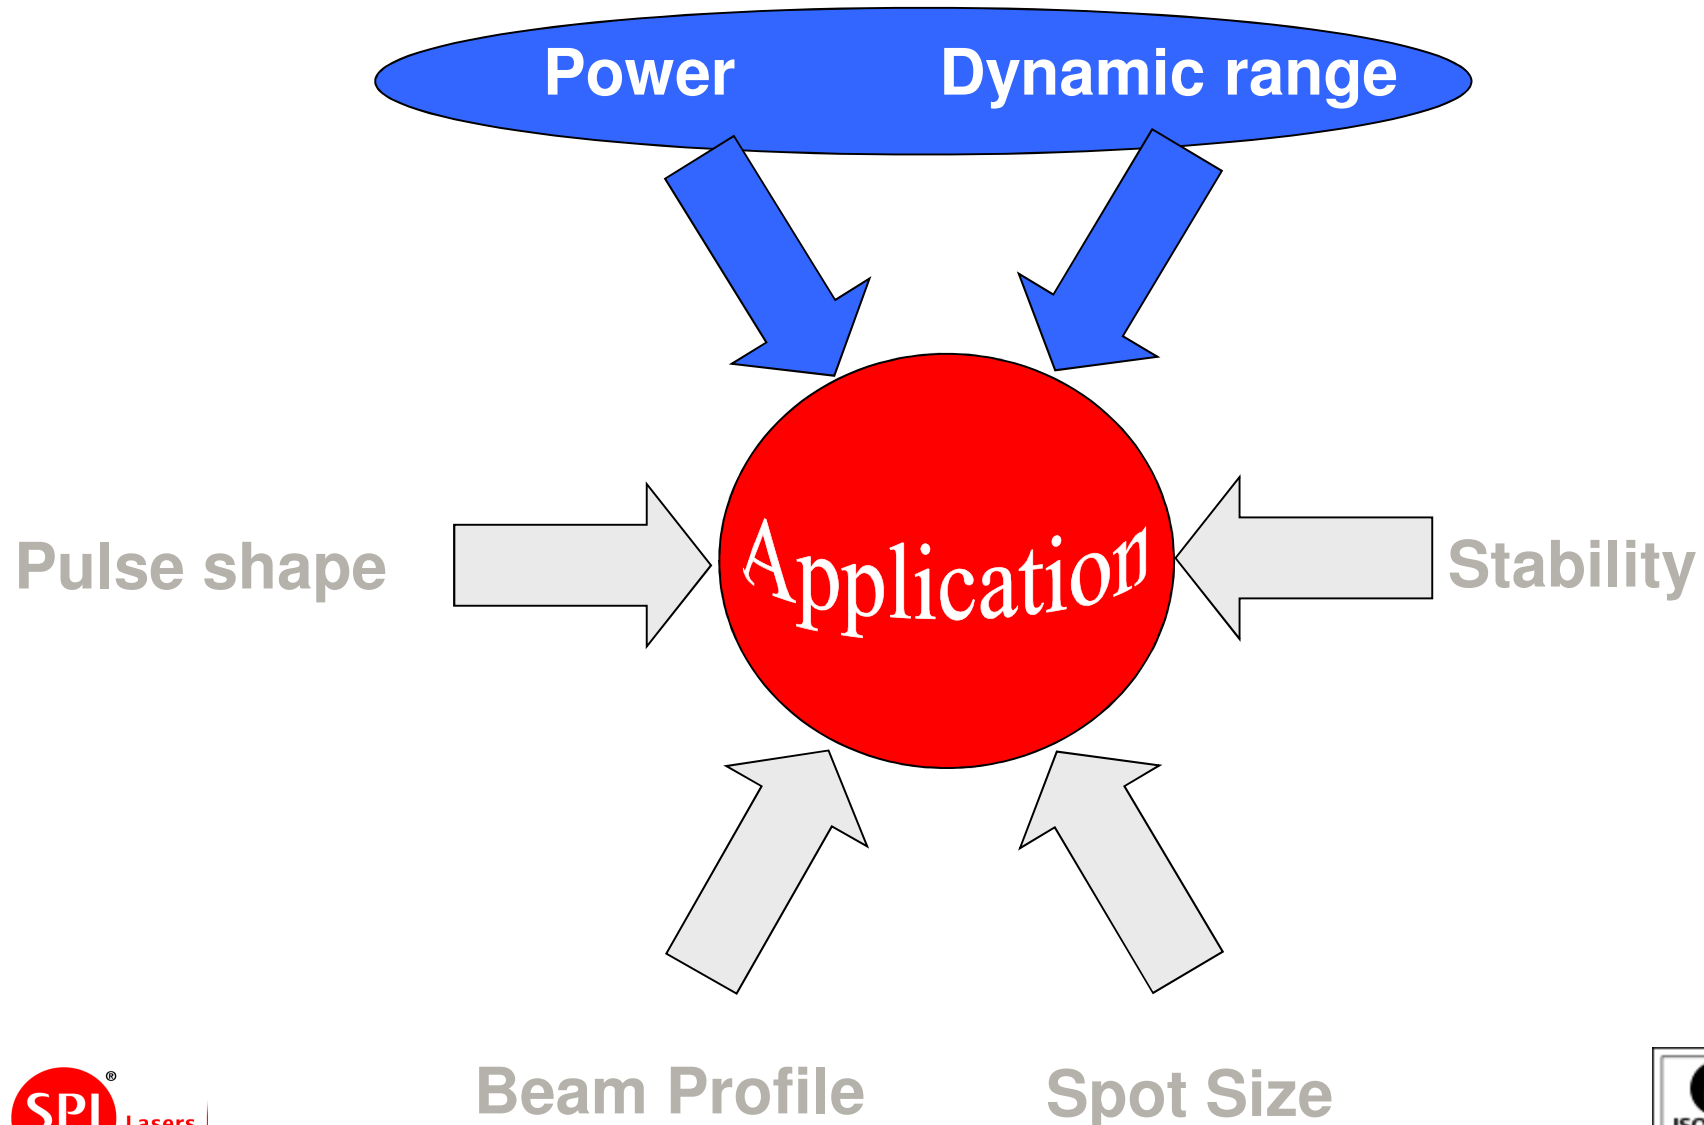 Power Dynamic range
Pulse shape
Application
Stability
Beam Profile
Spot Size
SPI® Lasers